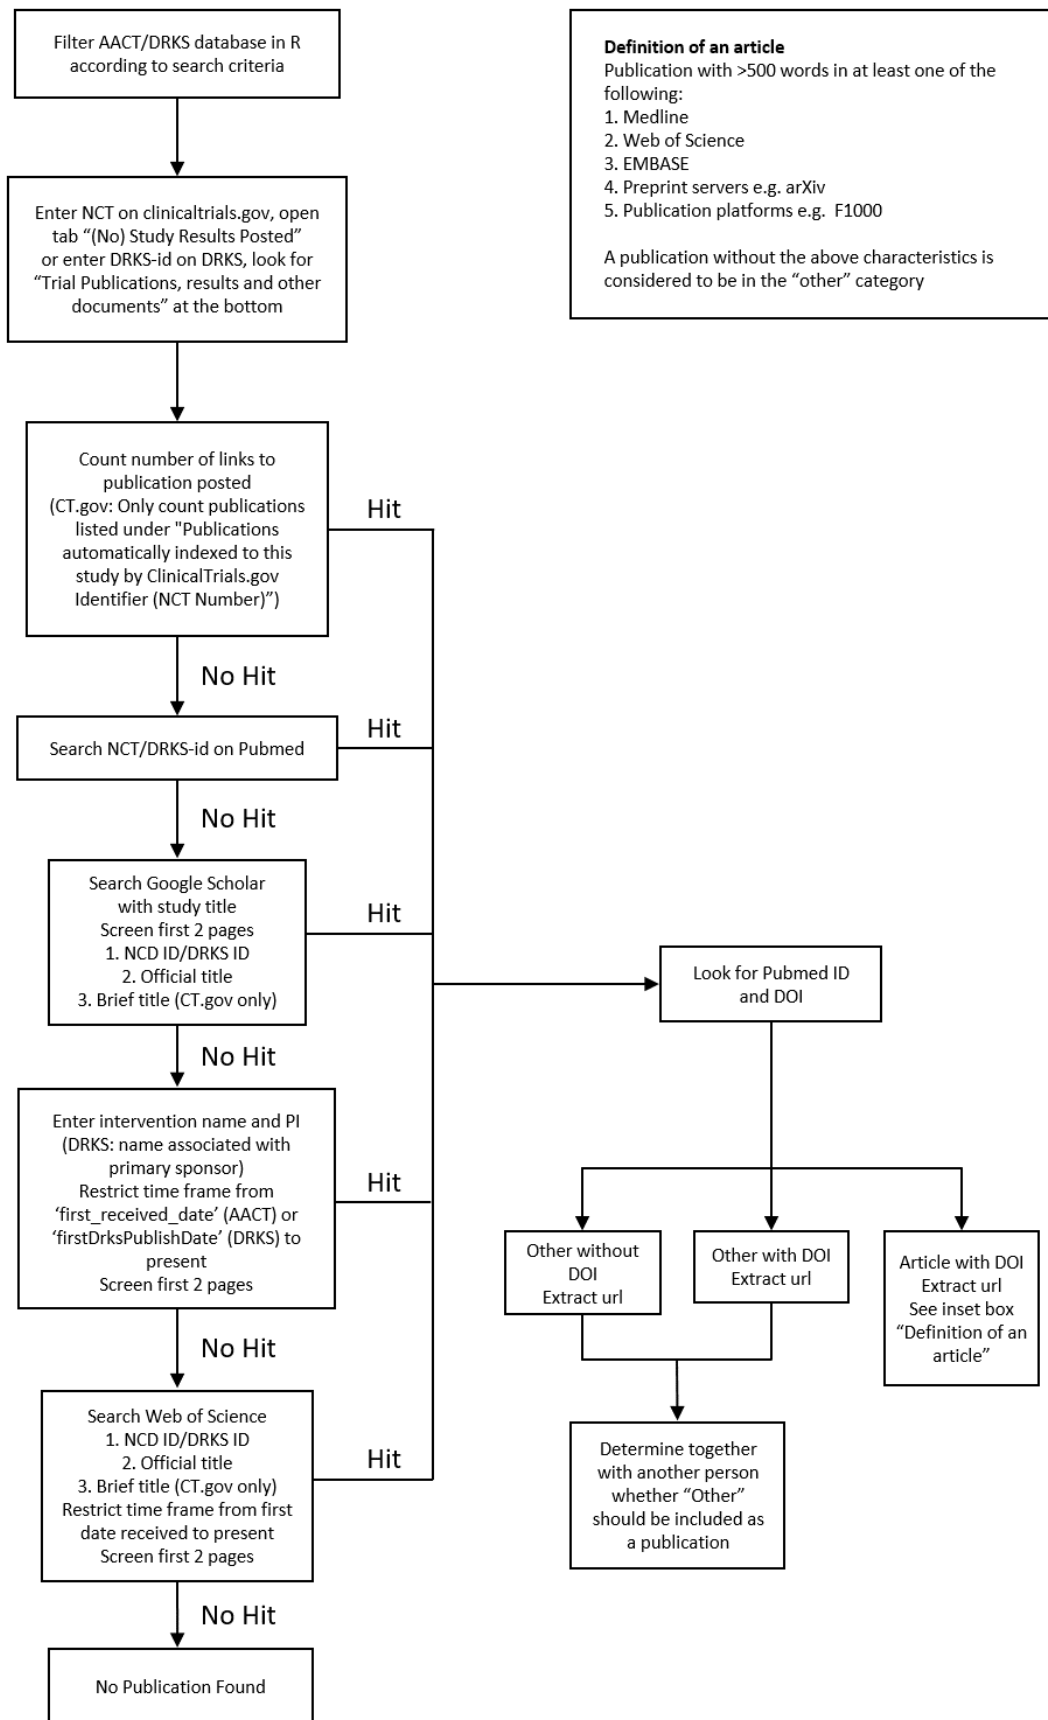 Filter AACT/DRKS database in R
according to search criteria
Definition of an article
Publication with >500 words in at least one of the
following:
1. Medline
2. Web of Science
3. EMBASE
4. Preprint servers e.g. arXiv
5. Publication platforms e.g. F1000
A publication without the above characteristics is
considered to be in the “other” category
Enter NCT on clinicaltrials.gov, open
tab “(No) Study Results Posted”
or enter DRKS-id on DRKS, look for
“Trial Publications, results and other
documents” at the bottom
Count number of links to
publication posted
(CT.gov: Only count publications
listed under "Publications
automatically indexed to this
study by ClinicalTrials.gov
Identifier (NCT Number)”)
Hit
No Hit
Search NCT/DRKS-id on Pubmed
Hit
No Hit
Search Google Scholar
with study title
Screen first 2 pages
1. NCD ID/DRKS ID
2. Official title
3. Brief title (CT.gov only)
Hit
No Hit
Enter intervention name and PI
(DRKS: name associated with
primary sponsor)
Restrict time frame from
‘first_received_date’ (AACT) or
‘firstDrksPublishDate’ (DRKS) to
present
Screen first 2 pages
Hit
No Hit
Search Web of Science
1. NCD ID/DRKS ID
2. Official title
3. Brief title (CT.gov only)
Restrict time frame from first
date received to present
Screen first 2 pages
Hit
No Hit
No Publication Found
Look for Pubmed ID
and DOI
Other without
DOI
Extract url
Other with DOI
Extract url
Article with DOI
Extract url
See inset box
“Definition of an
article”
Determine together
with another person
whether “Other”
should be included as
a publication